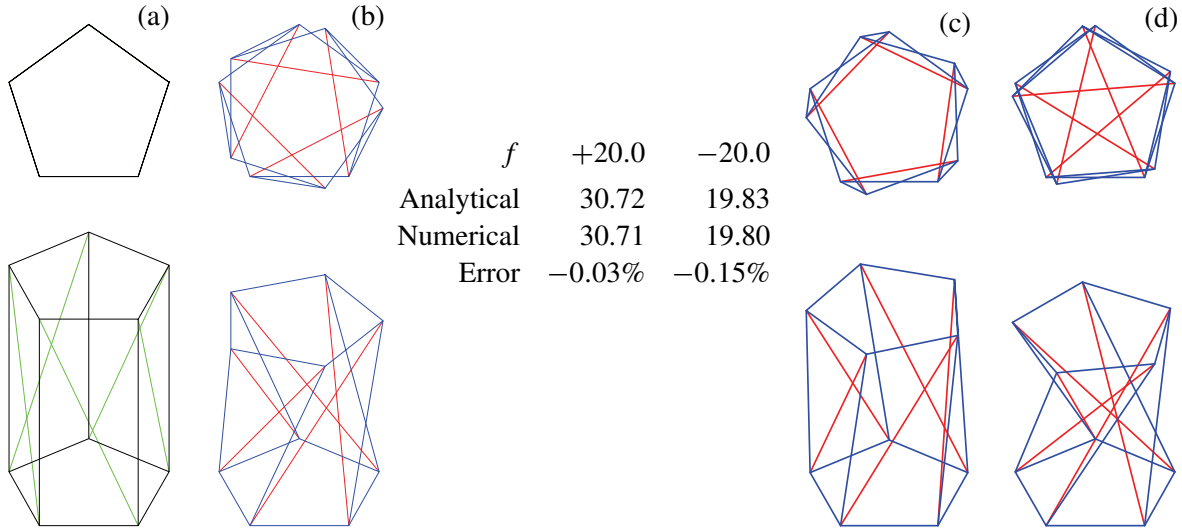 (a)
(b)
(c)
(d)
f +20.0 −20.0
Analytical 30.72 19.83
Numerical 30.71 19.80
Error −0.03% −0.15%